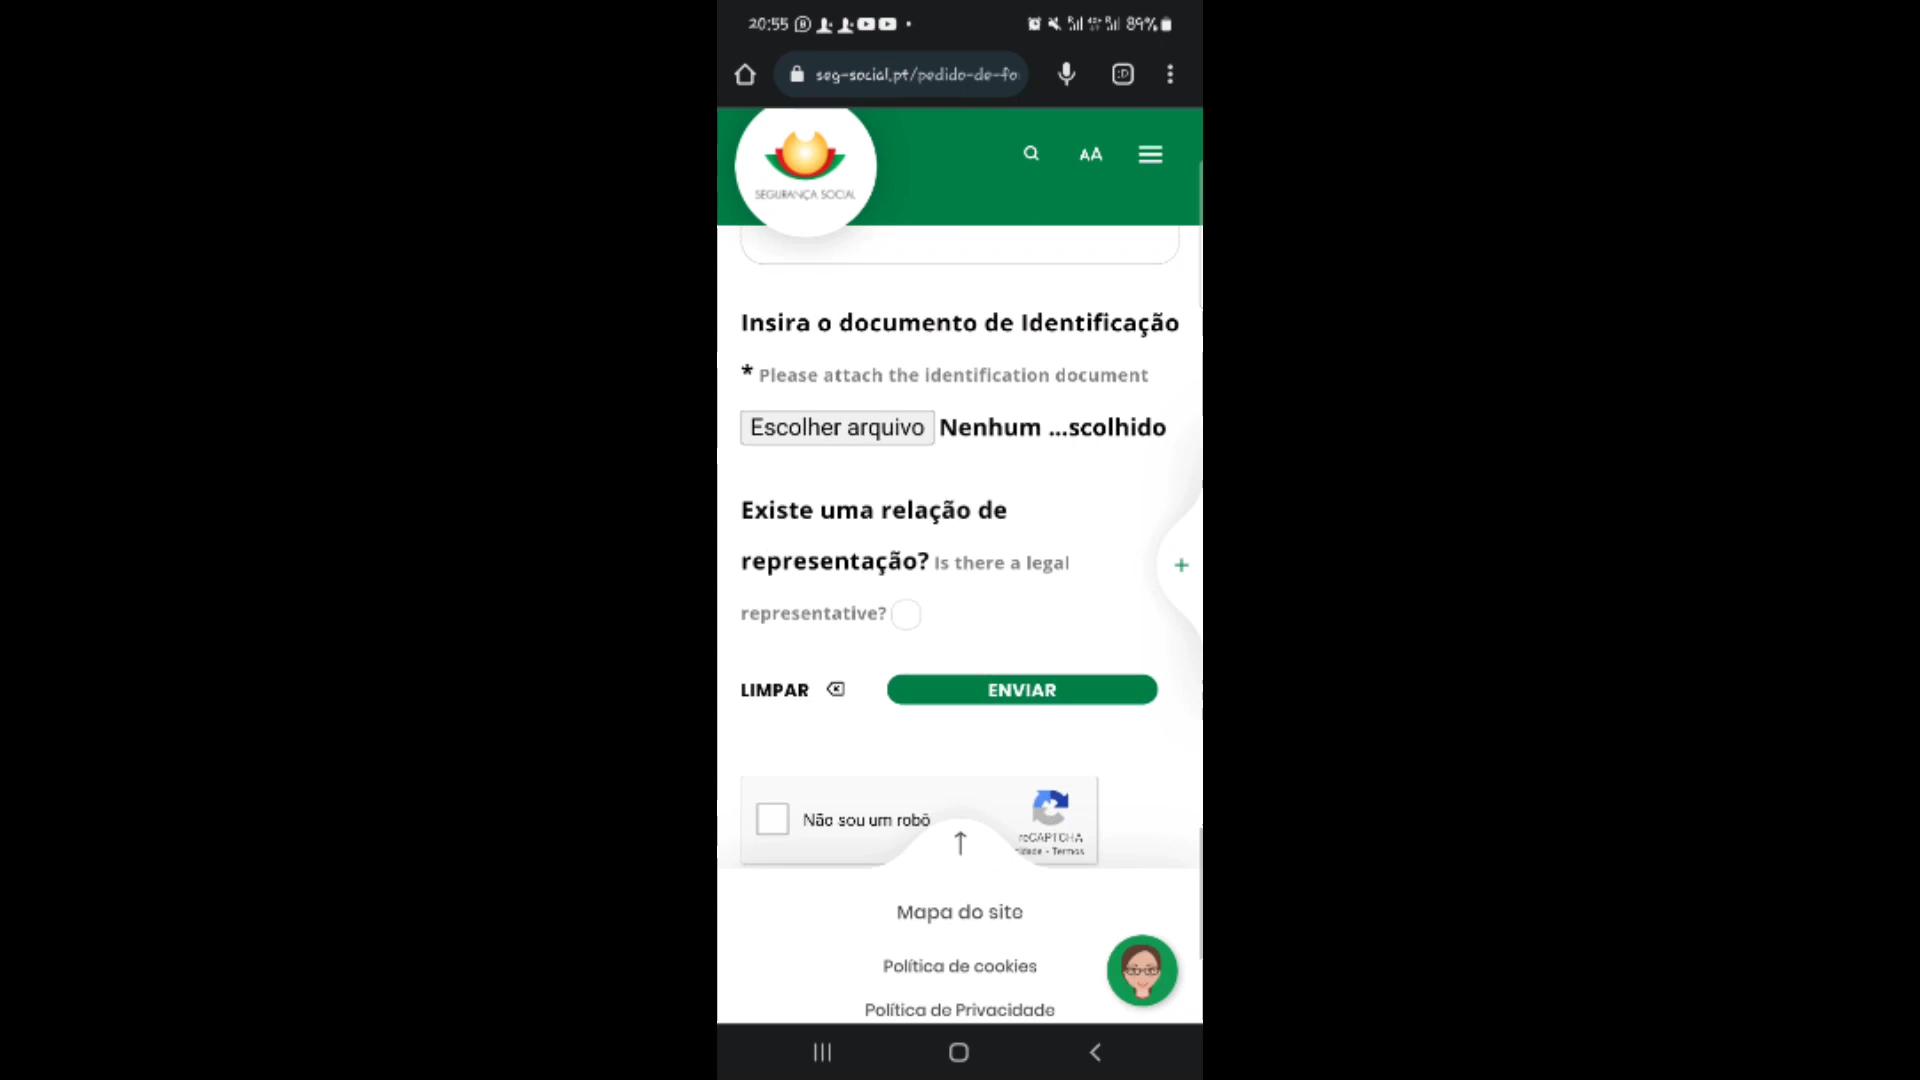 20:55
89%
seg-social.pt/pedido-de-fo
SEGURANÇA SOCIAL
AA
Insira o documento de Identificação
* Please attach the identification document
Escolher arquivo Nenhum ...scolhido
Existe uma relação de
representação? Is there a legal
representative?
LIMPAR ENVIAR
Não sou um robô
reCAPTCHA
cidade - Termos
Mapa do site
Política de cookies
Política de Privacidade